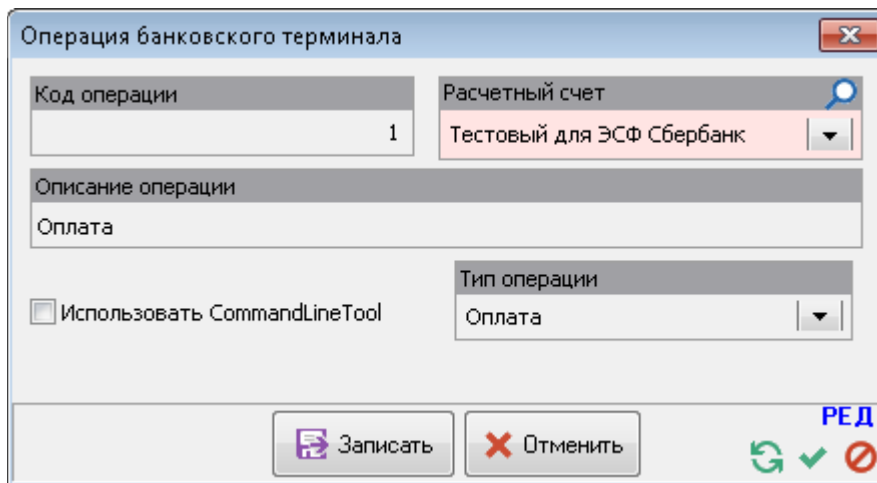 Операция банковского терминала
Код операции
Расчетный счет
1
Тестовый для ЭСФ Сбербанк
Описание операции
Оплата
Тип операции
Использовать CommandLineTool
Оплата
РЕД
Записать
Отменить